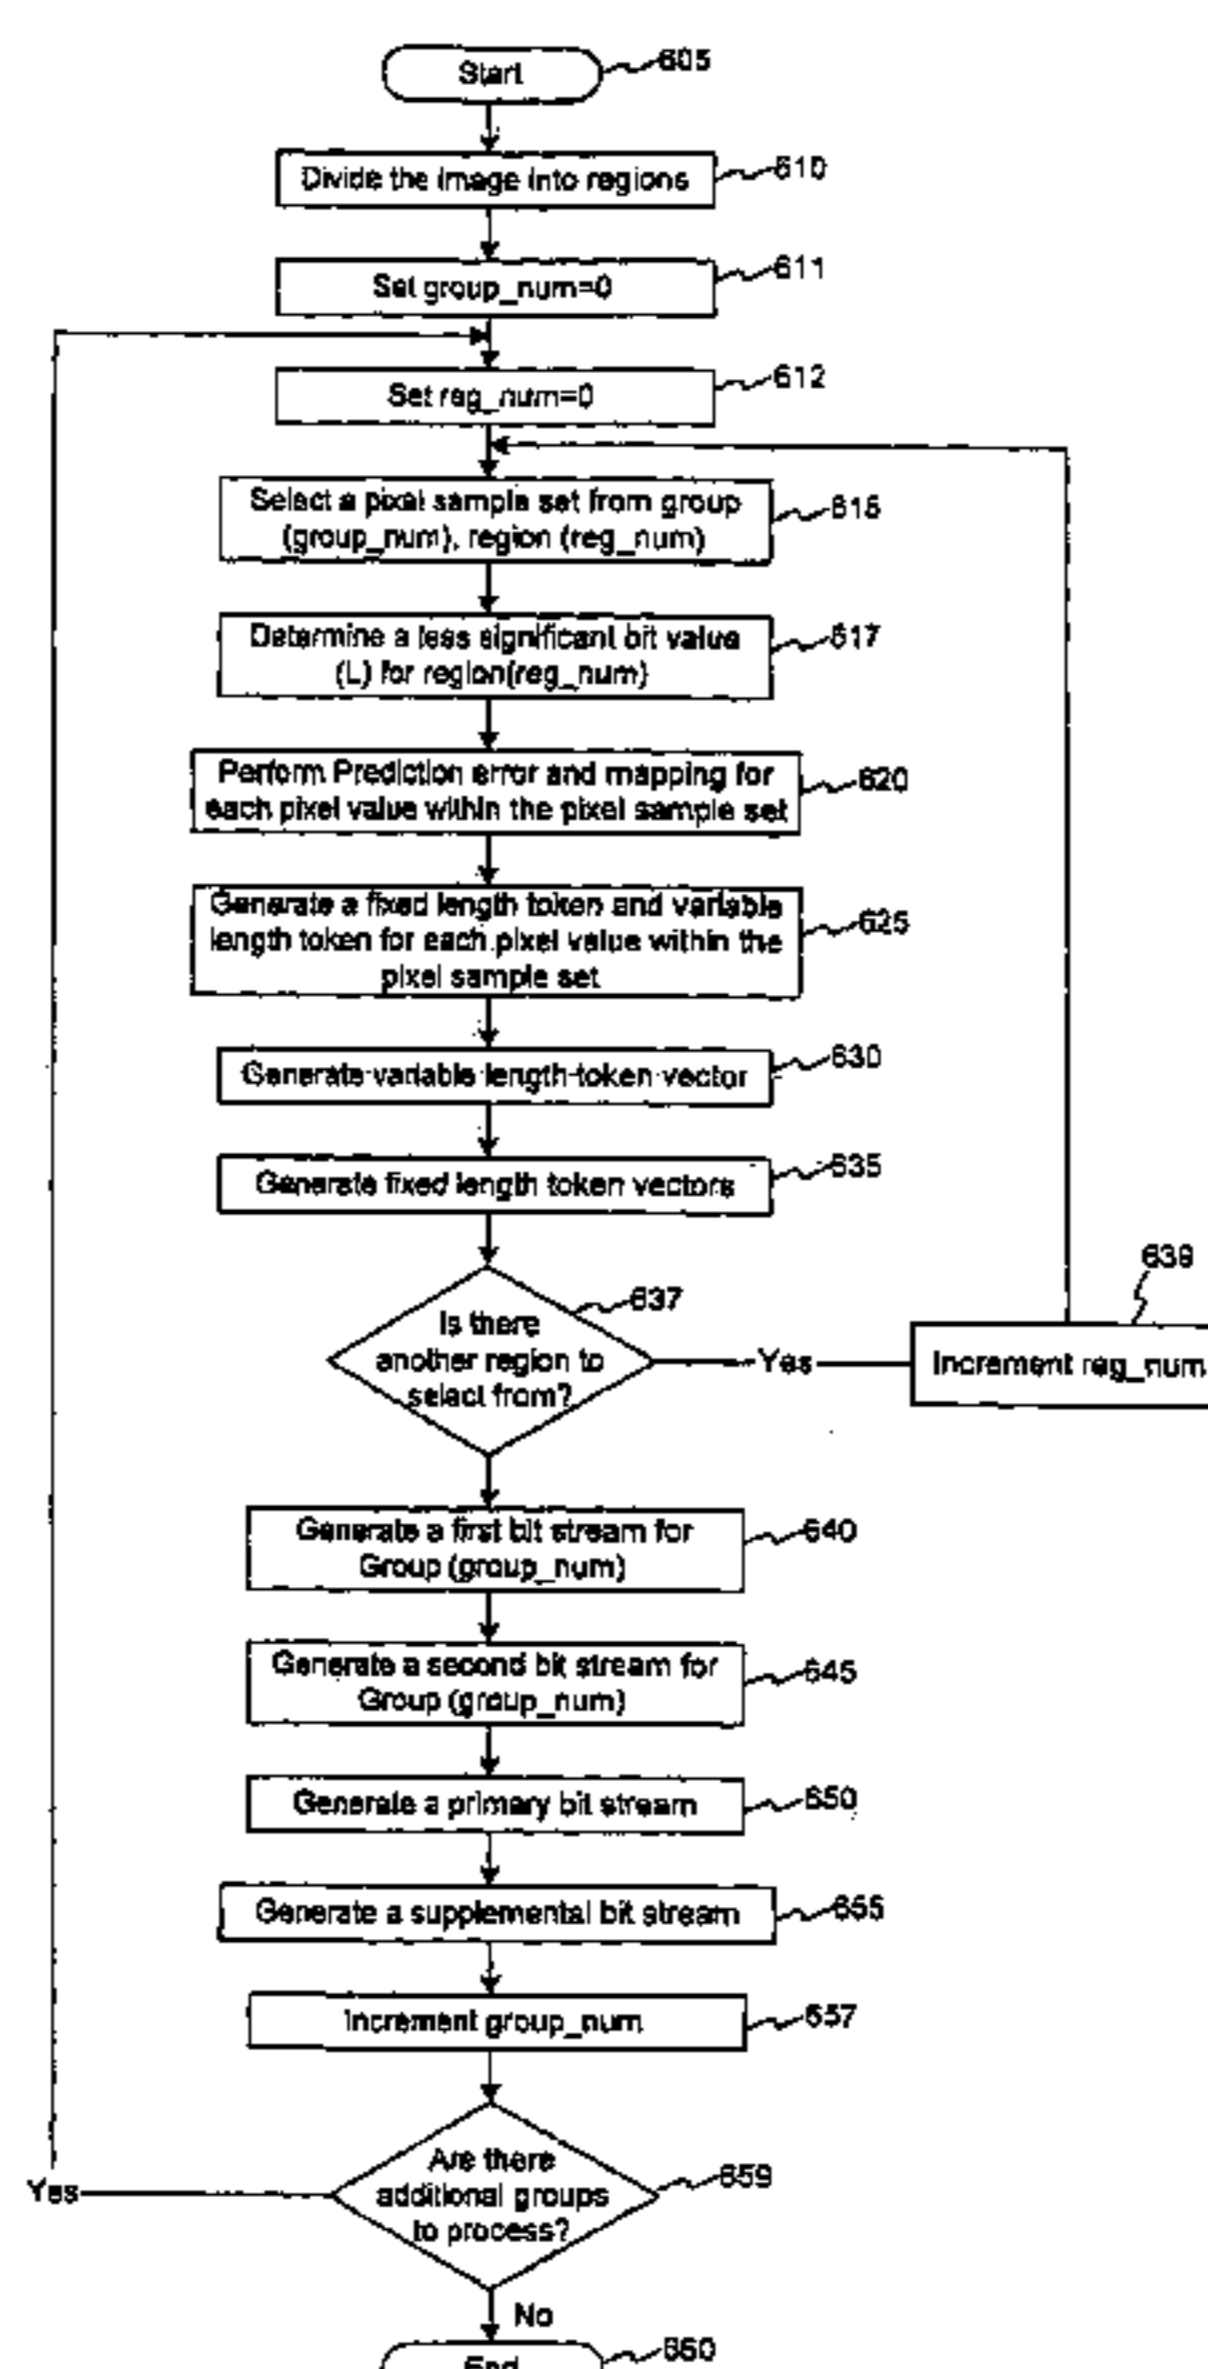 Start
605
Divide the image into regions
610
Set group_num=0
611
Set reg_num=0
612
Select a pixel sample set from group
(group_num), region (reg_num)
615
Determine a less significant bit value
(L) for region(reg_num)
617
Perform Prediction error and mapping for
each pixel value within the pixel sample set
620
Generate a fixed length token and variable
length token for each pixel value within the
pixel sample set
625
Generate variable length token vector
630
Generate fixed length token vectors
635
Is there
another region to
select from?
637
Yes
639
Increment reg_num
Generate a first bit stream for
Group (group_num)
640
Generate a second bit stream for
Group (group_num)
645
Generate a primary bit stream
650
Generate a supplemental bit stream
655
Increment group_num
657
Are there
additional groups
to process?
659
Yes
No
End
660